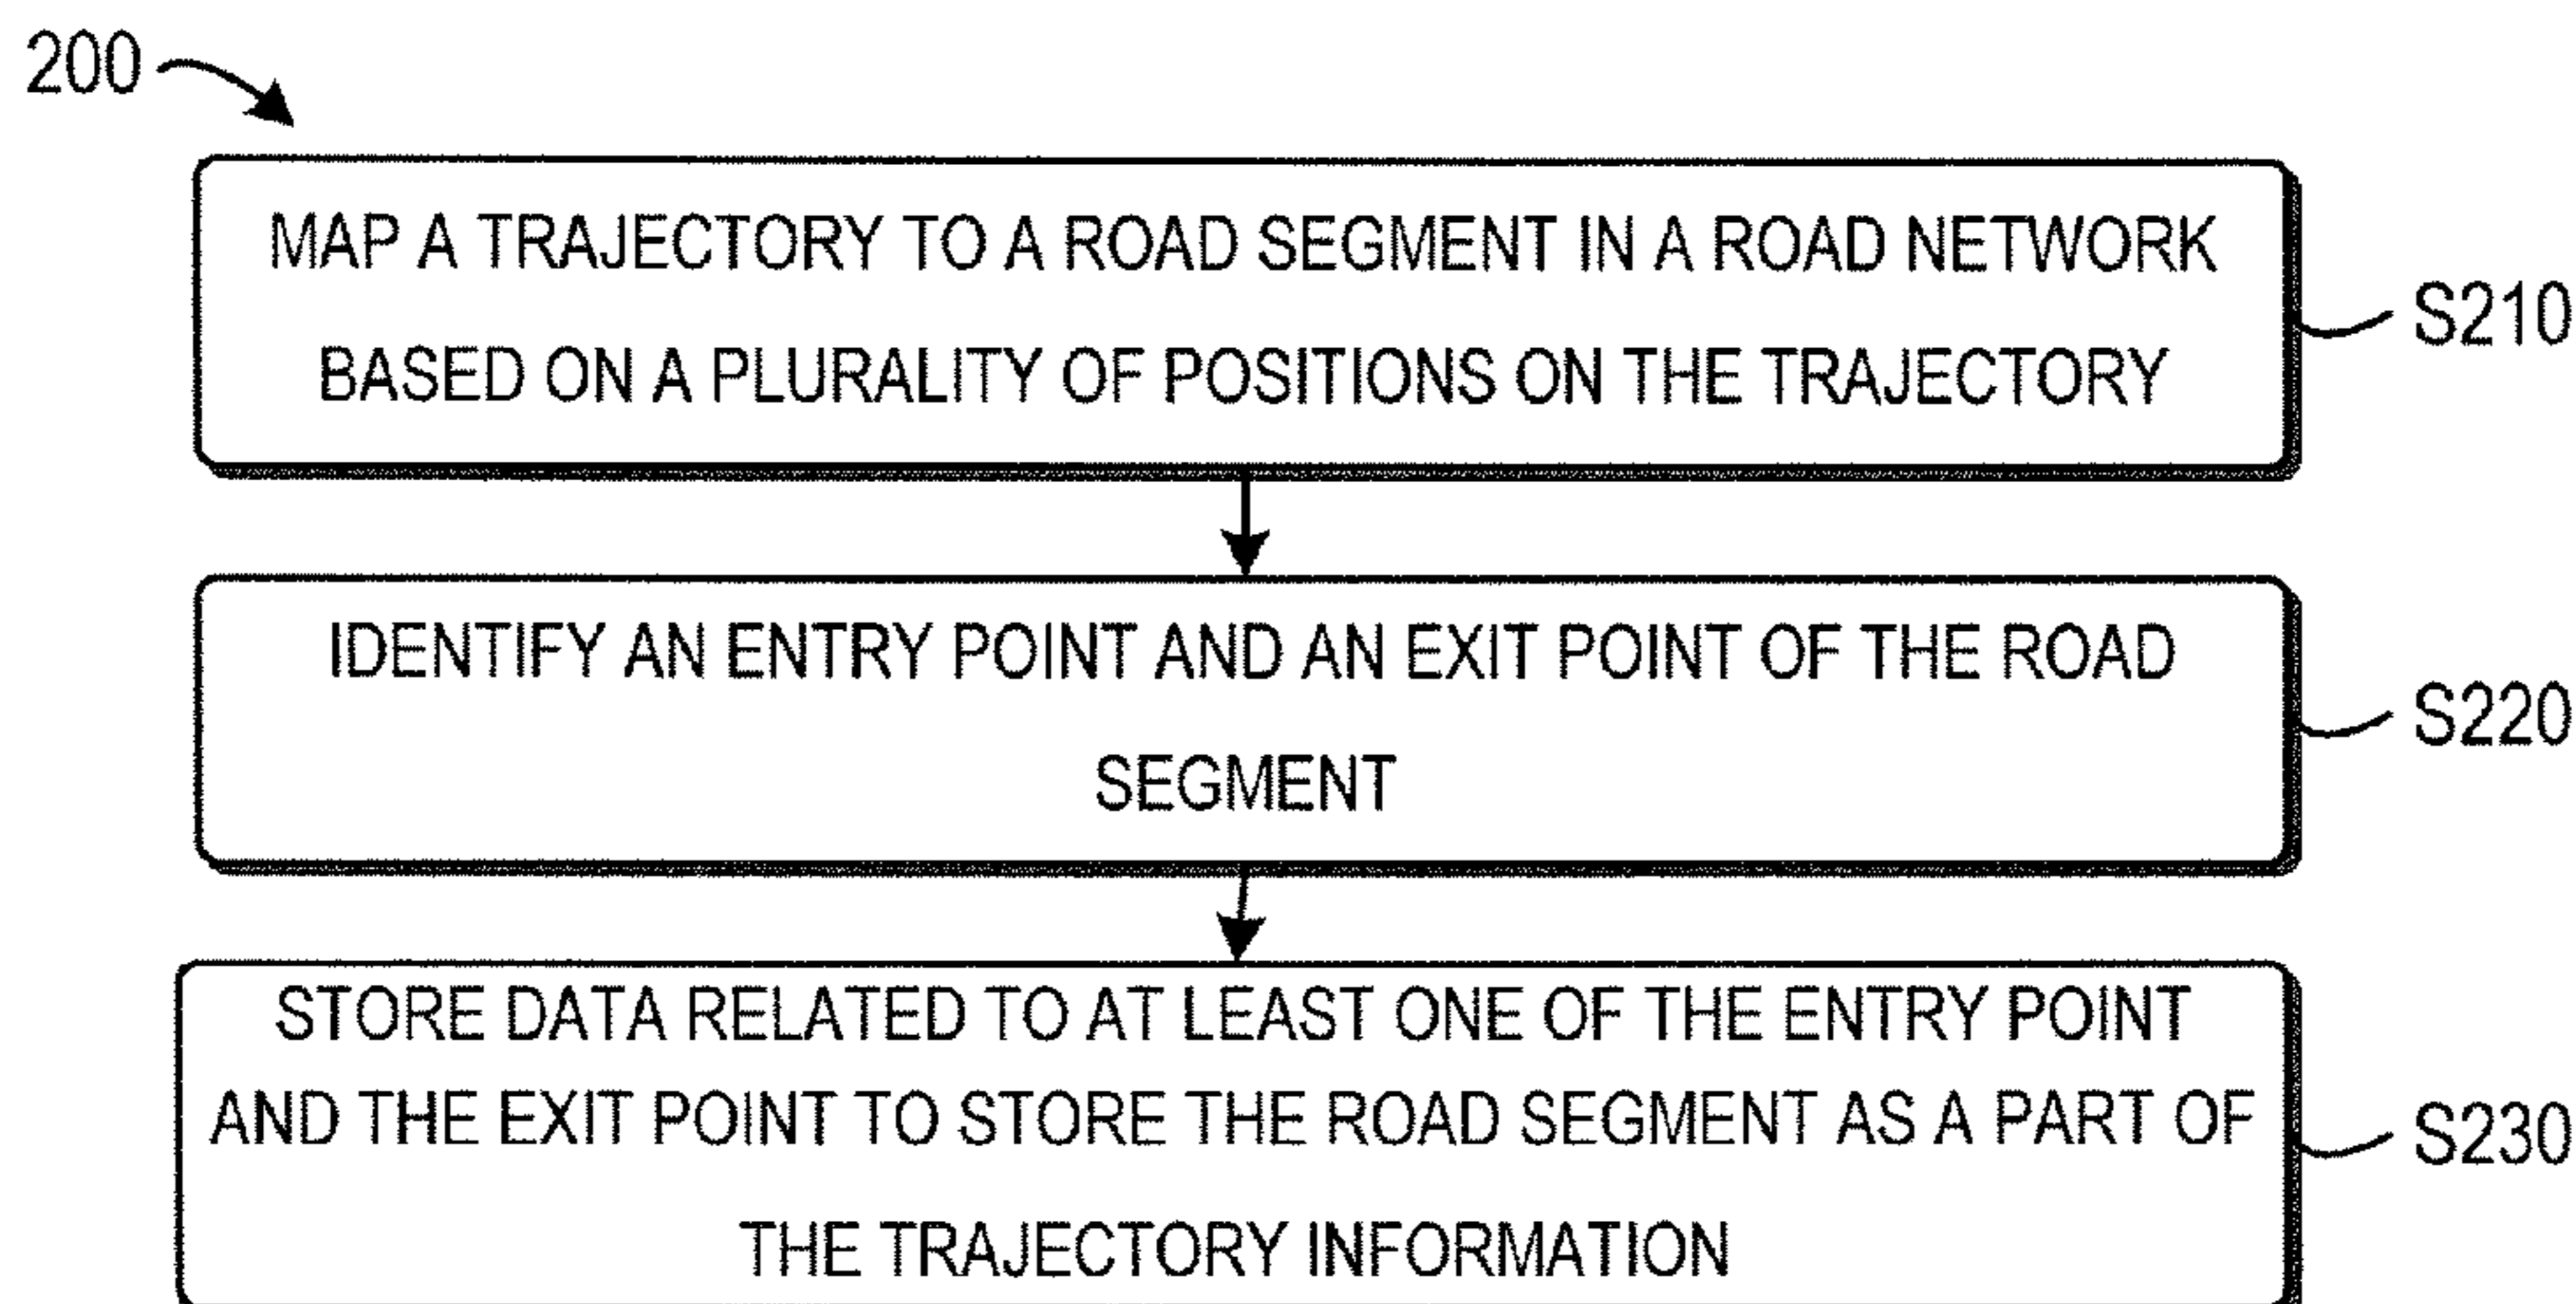 200
MAP A TRAJECTORY TO A ROAD SEGMENT IN A ROAD NETWORK
BASED ON A PLURALITY OF POSITIONS ON THE TRAJECTORY
S210
IDENTIFY AN ENTRY POINT AND AN EXIT POINT OF THE ROAD
SEGMENT
S220
STORE DATA RELATED TO AT LEAST ONE OF THE ENTRY POINT
AND THE EXIT POINT TO STORE THE ROAD SEGMENT AS A PART OF
THE TRAJECTORY INFORMATION
S230